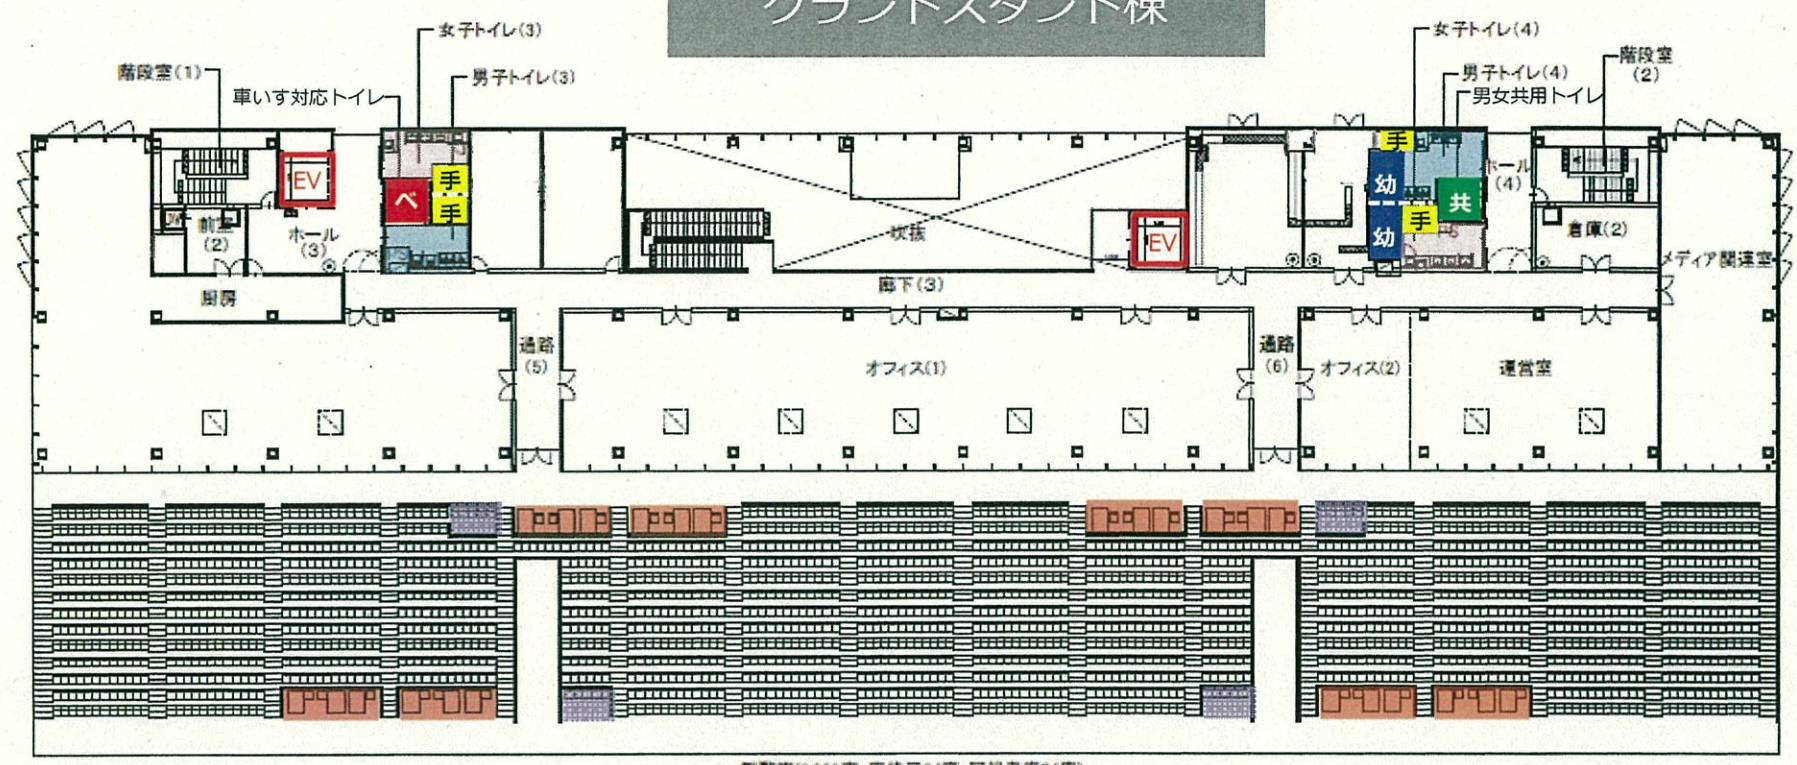 グランドスタンド棟
女子トイレ(3)
男子トイレ(3)
階段室(1)
車いす対応トイレ
女子トイレ(4)
階段室
(2)
男子トイレ(4)
男女共用トイレ
EV
べ
手
手
前室
(2)
ホール
(3)
吹抜
EV
手
幼
幼
手
共
ホール
(4)
倉庫(2)
メディア関連室
厨房
廊下(3)
通路
(5)
オフィス(1)
通路
(6)
オフィス(2)
運営室